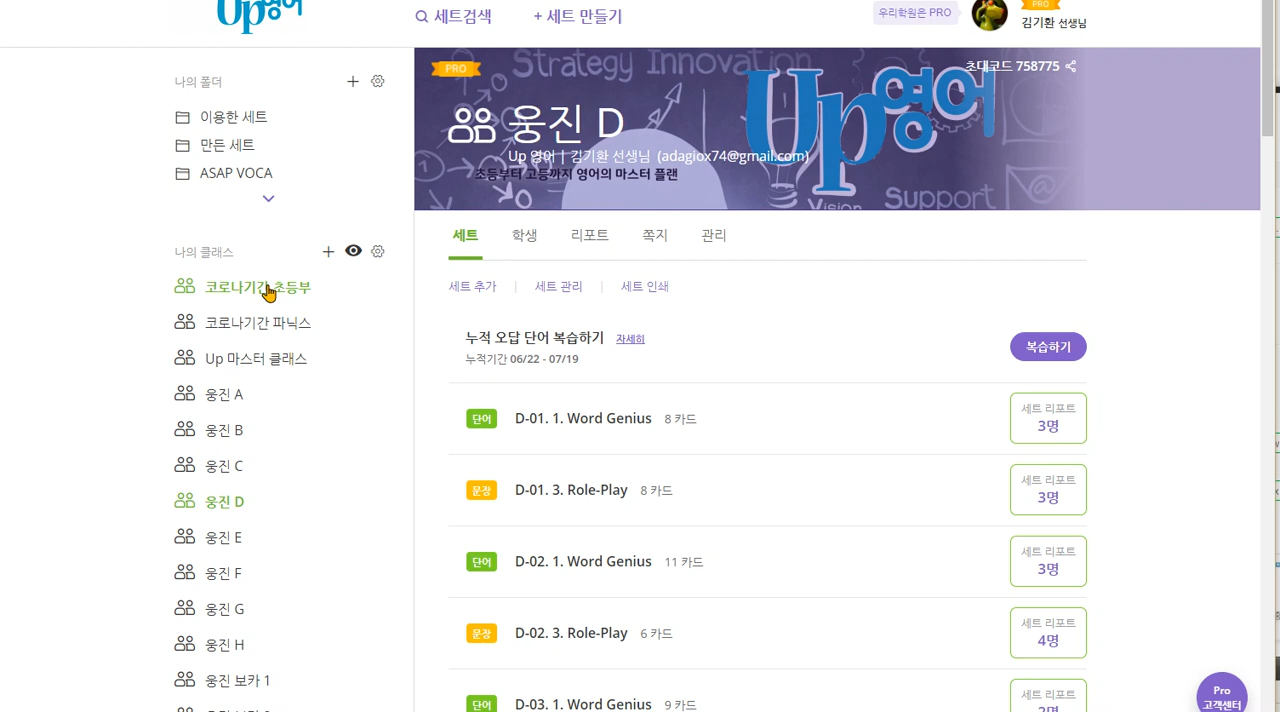 Up영어
세트검색
+ 세트 만들기
우리학원은 PRO
PRO
김기환 선생님
나의 폴더
이용한 세트
만든 세트
ASAP VOCA
나의 클래스
코로나기간 초등부
코로나기간 파닉스
Up 마스터 클래스
웅진 A
웅진 B
웅진 C
웅진 D
웅진 E
웅진 F
웅진 G
웅진 H
웅진 보카 1
PRO
Strategy Innovation
초대코드 758775
웅진 D
Up영어
Up 영어 | 김기환 선생님 (adagiox74@gmail.com)
초등부터 고등까지 영어의 마스터 플랜
Vision
Support
세트
학생
리포트
쪽지
관리
세트 추가 | 세트 관리 | 세트 인쇄
누적 오답 단어 복습하기 자세히
누적기간 06/22 - 07/19
복습하기
단어 D-01. 1. Word Genius 8 카드
세트 리포트
3명
문장 D-01. 3. Role-Play 8 카드
세트 리포트
3명
단어 D-02. 1. Word Genius 11 카드
세트 리포트
3명
문장 D-02. 3. Role-Play 6 카드
세트 리포트
4명
단어 D-03. 1. Word Genius 9 카드
세트 리포트
Pro
고객센터